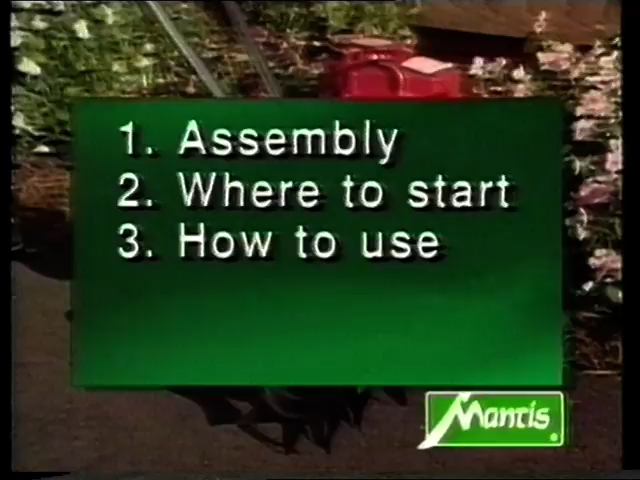 1. Assembly
2. Where to start
3. How to use
Mantis